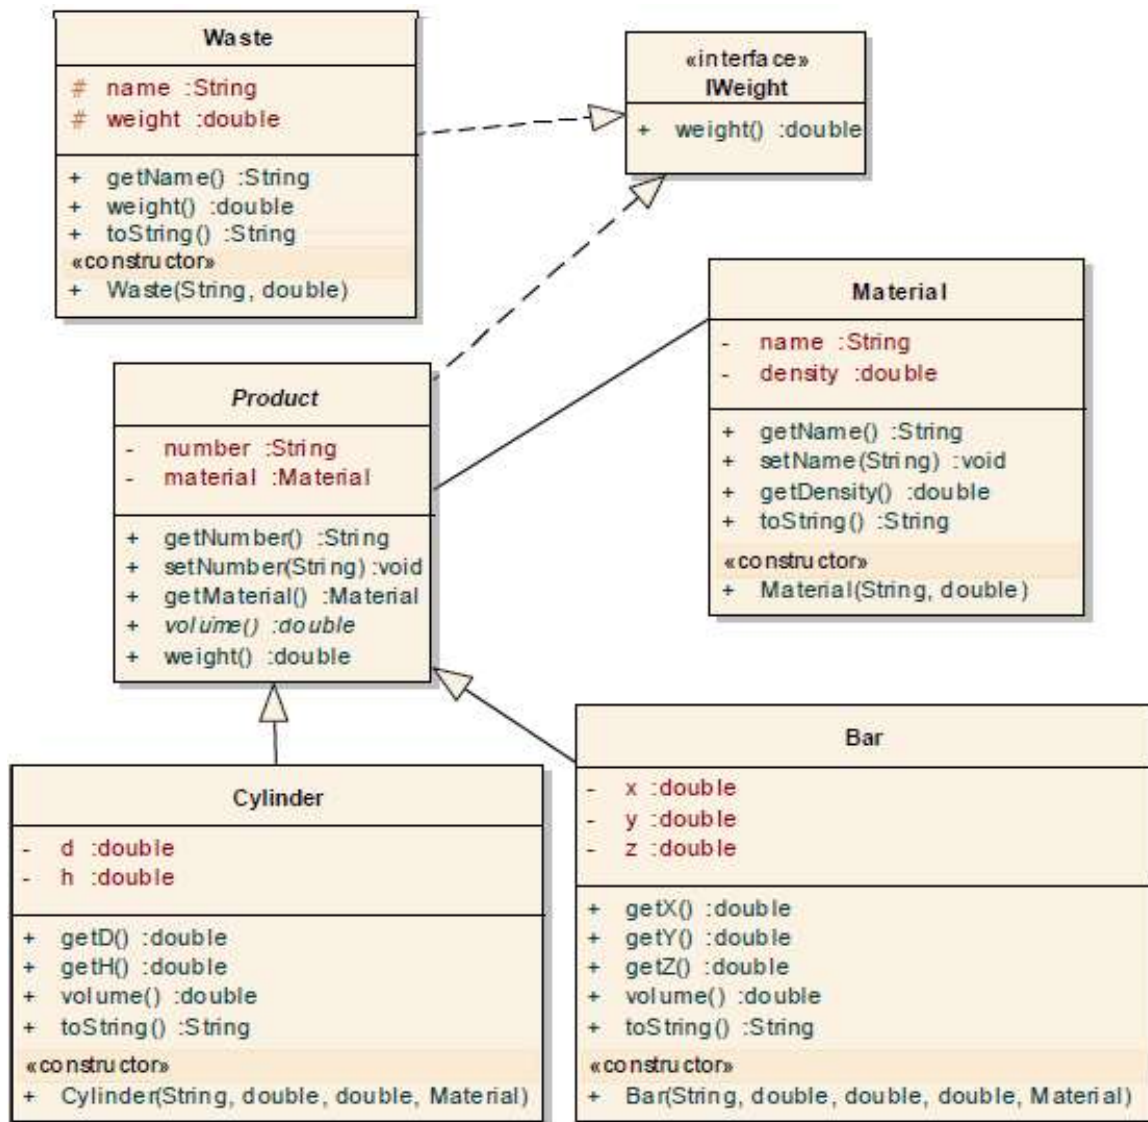 Waste
# name :String
# weight :double
+ getName() :String
+ weight() :double
+ toString() :String
«constructor»
+ Waste(String, double)
«interface»
IWeight
+ weight() :double
Material
- name :String
- density :double
+ getName() :String
+ setName(String) :void
+ getDensity() :double
+ toString() :String
«constructor»
+ Material(String, double)
Product
- number :String
- material :Material
+ getNumber() :String
+ setNumber(String) :void
+ getMaterial() :Material
+ volume() :double
+ weight() :double
Cylinder
- d :double
- h :double
+ getD() :double
+ getH() :double
+ volume() :double
+ toString() :String
«constructor»
+ Cylinder(String, double, double, Material)
Bar
- x :double
- y :double
- z :double
+ getX() :double
+ getY() :double
+ getZ() :double
+ volume() :double
+ toString() :String
«constructor»
+ Bar(String, double, double, double, Material)